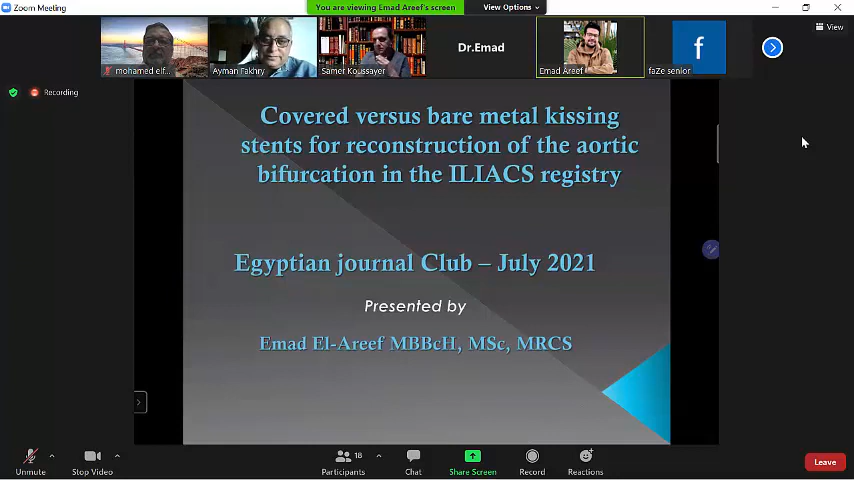 Zoom Meeting
You are viewing Emad Areef's screen
View Options
View
mohamed elf...
Ayman Fakhry
Samer Koussayer
Dr.Emad
Emad Areef
f
faZe senior
Recording
Covered versus bare metal kissing
stents for reconstruction of the aortic
bifurcation in the ILIACS registry
Egyptian journal Club – July 2021
Presented by
Emad El-Areef MBBcH, MSc, MRCS
Unmute
Stop Video
18
Participants
Chat
Share Screen
Record
Reactions
Leave